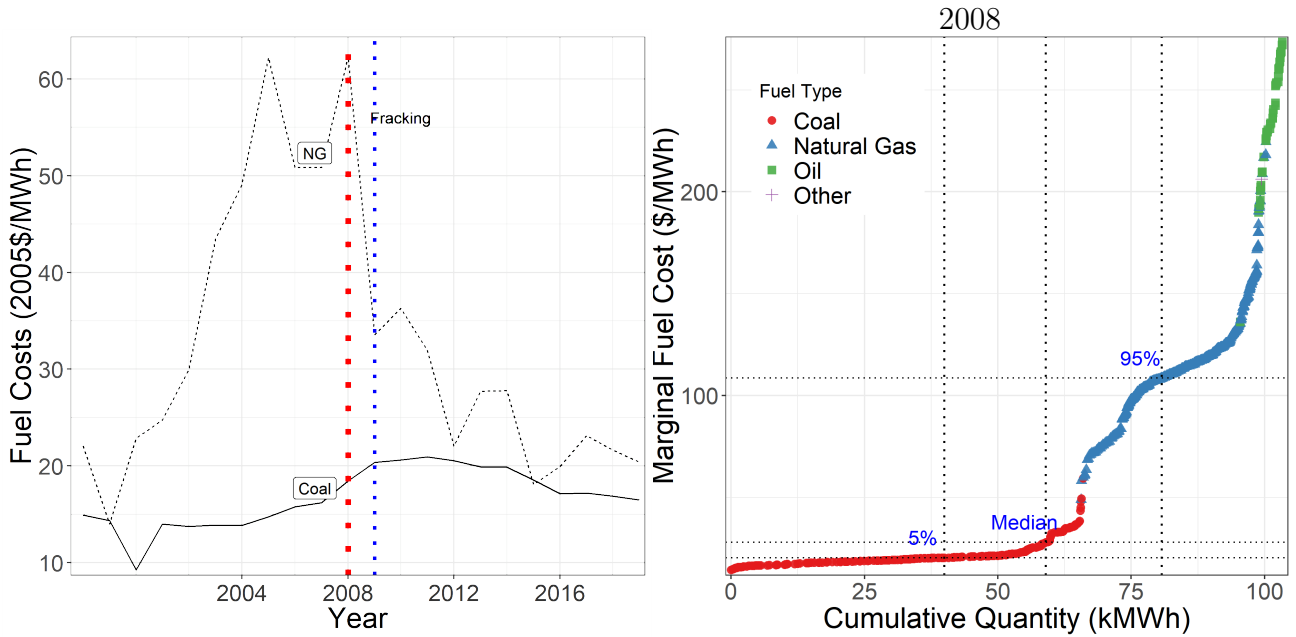 Fuel Costs (2005$/MWh)
60
50
40
30
20
10
NG
Coal
Fracking
2004
2008
2012
2016
Year
2008
Marginal Fuel Cost ($/MWh)
200
100
Fuel Type
Coal
Natural Gas
Oil
Other
95%
Median
5%
0
25
50
75
100
Cumulative Quantity (kMWh)